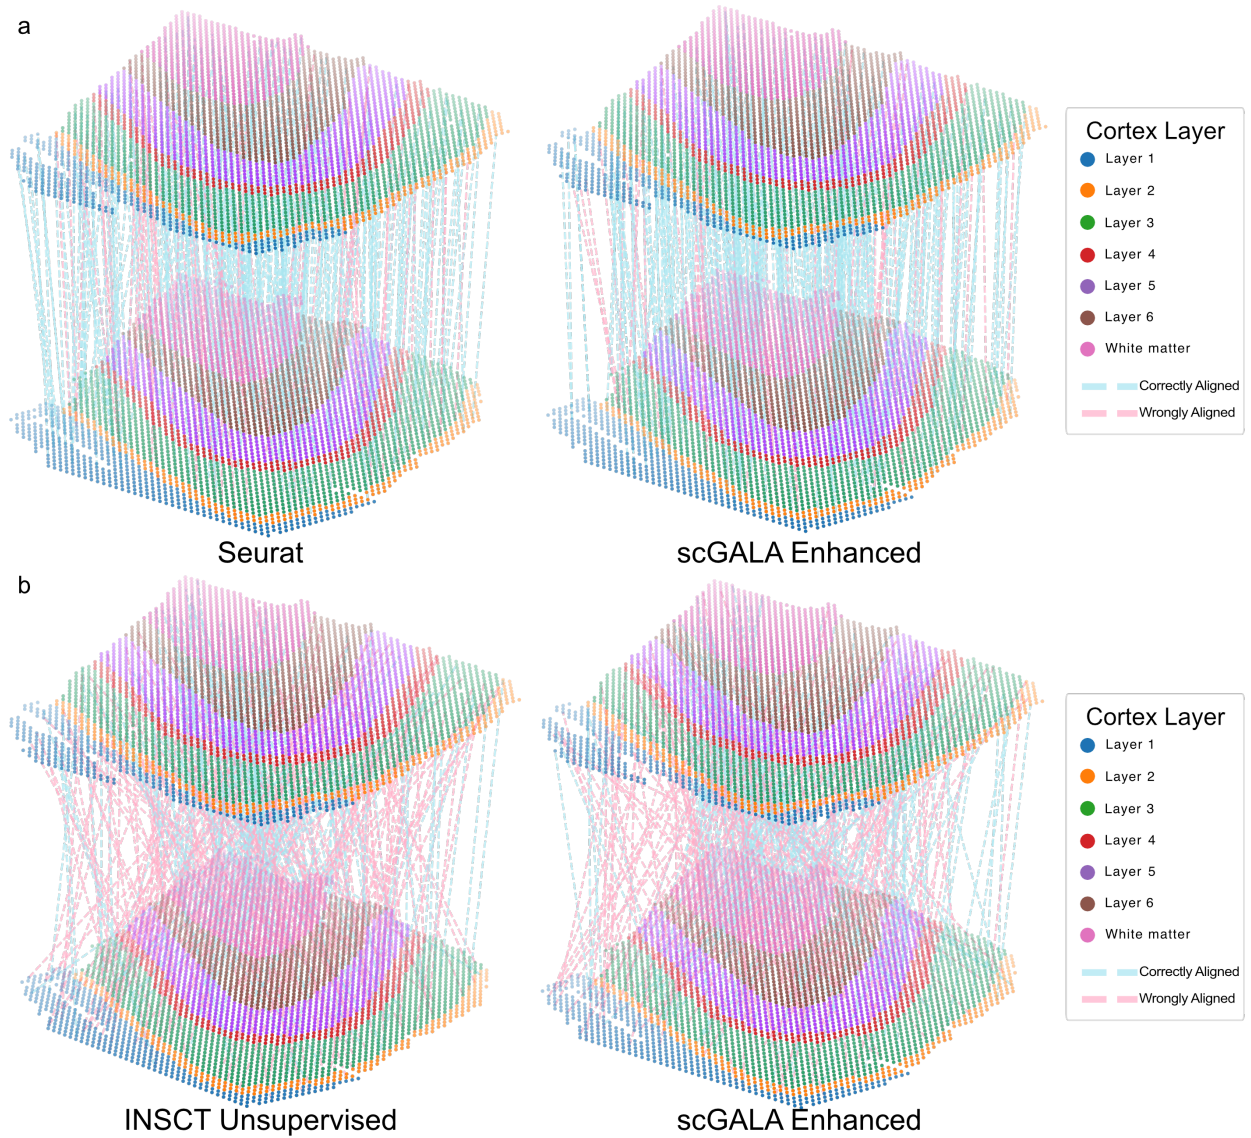 a
Cortex Layer
Layer 1
Layer 2
Layer 3
Layer 4
Layer 5
Layer 6
White matter
Correctly Aligned
Wrongly Aligned
Seurat
scGALA Enhanced
b
Cortex Layer
Layer 1
Layer 2
Layer 3
Layer 4
Layer 5
Layer 6
White matter
Correctly Aligned
Wrongly Aligned
INSCT Unsupervised
scGALA Enhanced